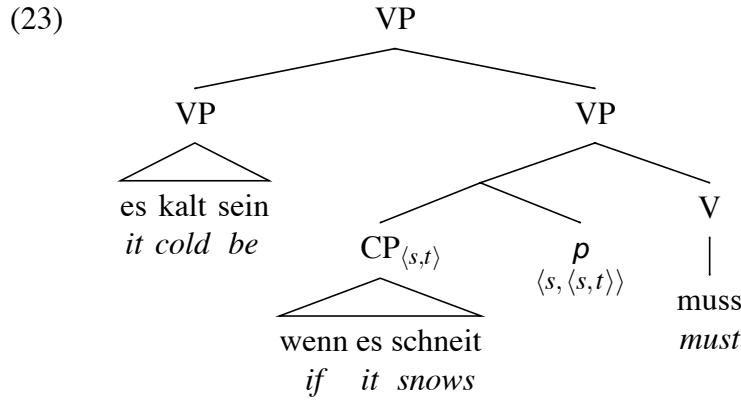 (23) VP
VP VP
V
es kalt sein
it cold be
CP⟨s,t⟩ p
⟨s,⟨s,t⟩⟩
muss
must
wenn es schneit
if it snows